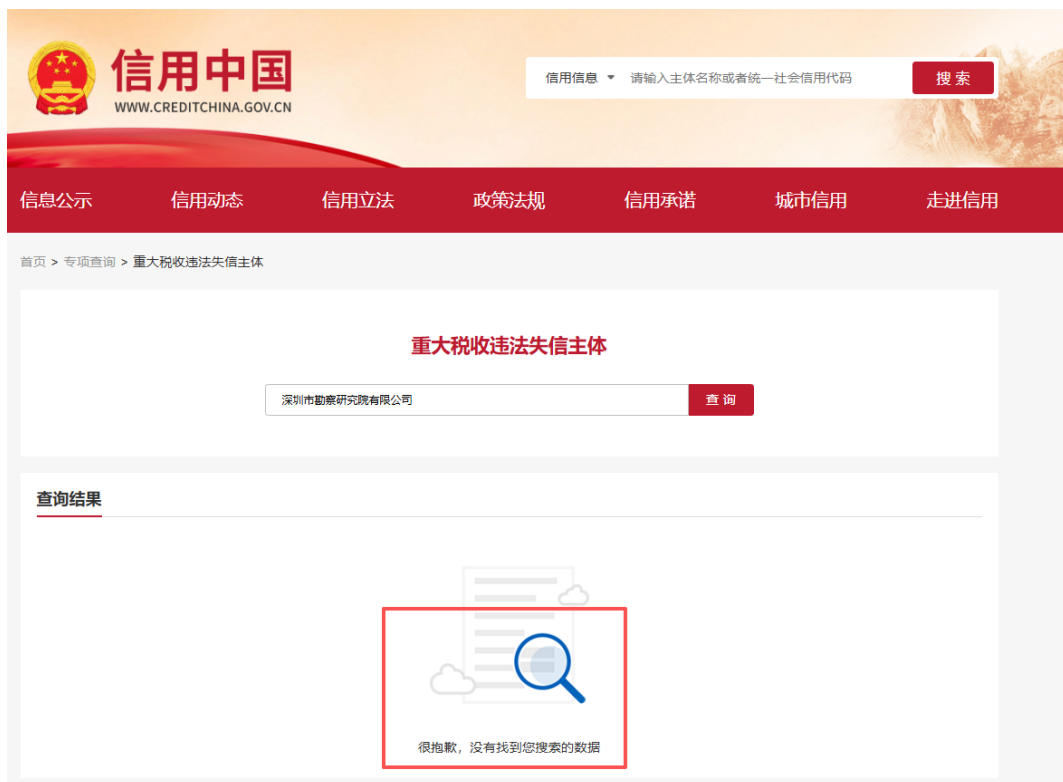 信用中国
WWW.CREDITCHINA.GOV.CN
信用信息 请输入主体名称或者统一社会信用代码 搜索
信息公示 信用动态 信用立法 政策法规 信用承诺 城市信用 走进信用
首页 > 专项查询 > 重大税收违法失信主体
重大税收违法失信主体
深圳市勘察研究院有限公司 查询
查询结果
很抱歉，没有找到您搜索的数据